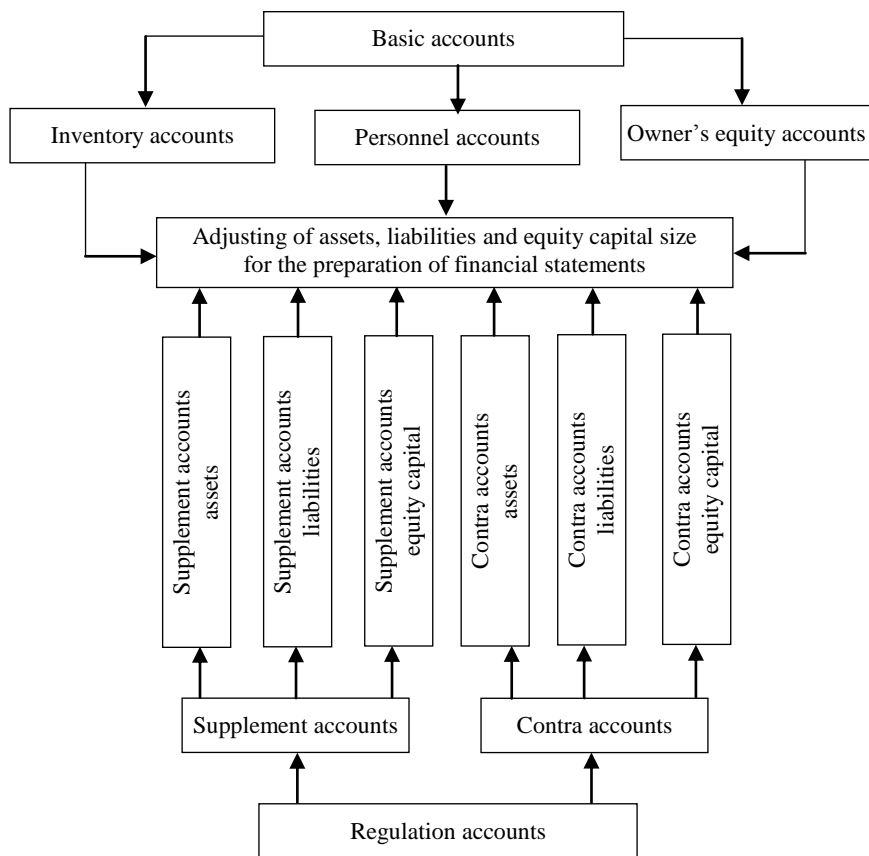 Basic accounts
Inventory accounts
Personnel accounts
Owner’s equity accounts
Adjusting of assets, liabilities and equity capital size
for the preparation of financial statements
Supplement accounts
assets
Supplement accounts
liabilities
Supplement accounts
equity capital
Contra accounts
assets
Contra accounts
liabilities
Contra accounts
equity capital
Supplement accounts
Contra accounts
Regulation accounts